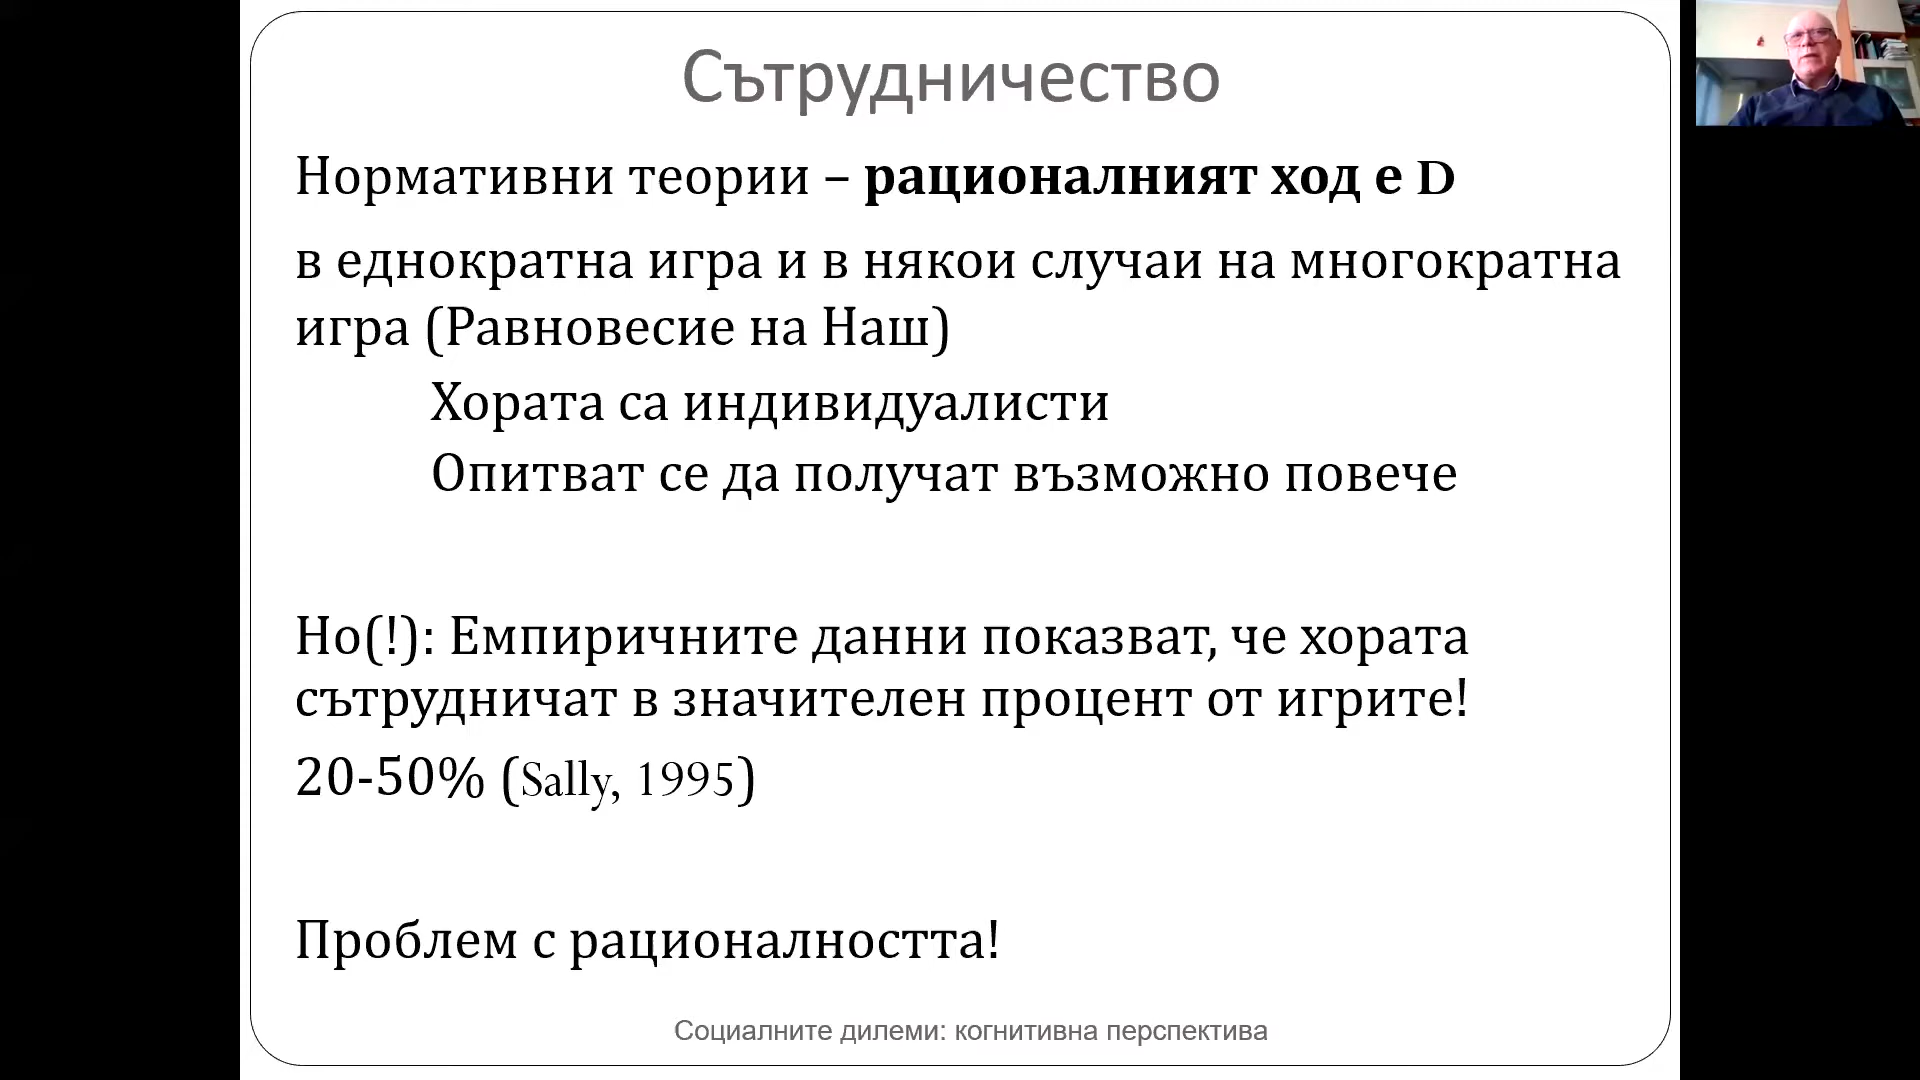 Сътрудничество
Нормативни теории – рационалният ход е D
в еднократна игра и в някои случаи на многократна
игра (Равновесие на Наш)
Хората са индивидуалисти
Опитват се да получат възможно повече
Но(!): Емпиричните данни показват, че хората
сътрудничат в значителен процент от игрите!
20-50% (Sally, 1995)
Проблем с рационалността!
Социалните дилеми: когнитивна перспектива